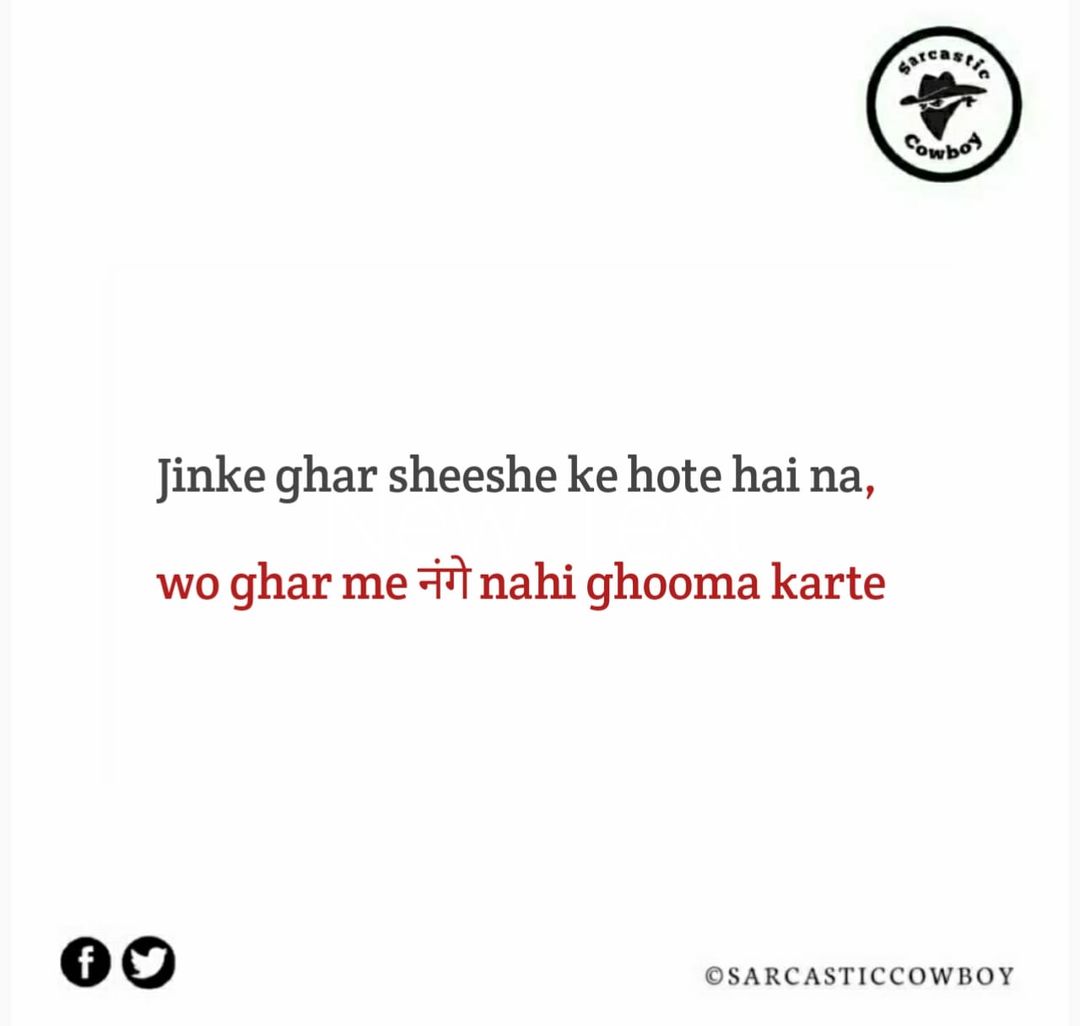 Sarcastic
Cowboy
Jinke ghar sheeshe ke hote hai na,
wo ghar me नंगे nahi ghooma karte
f
©SARCASTICCOWBOY